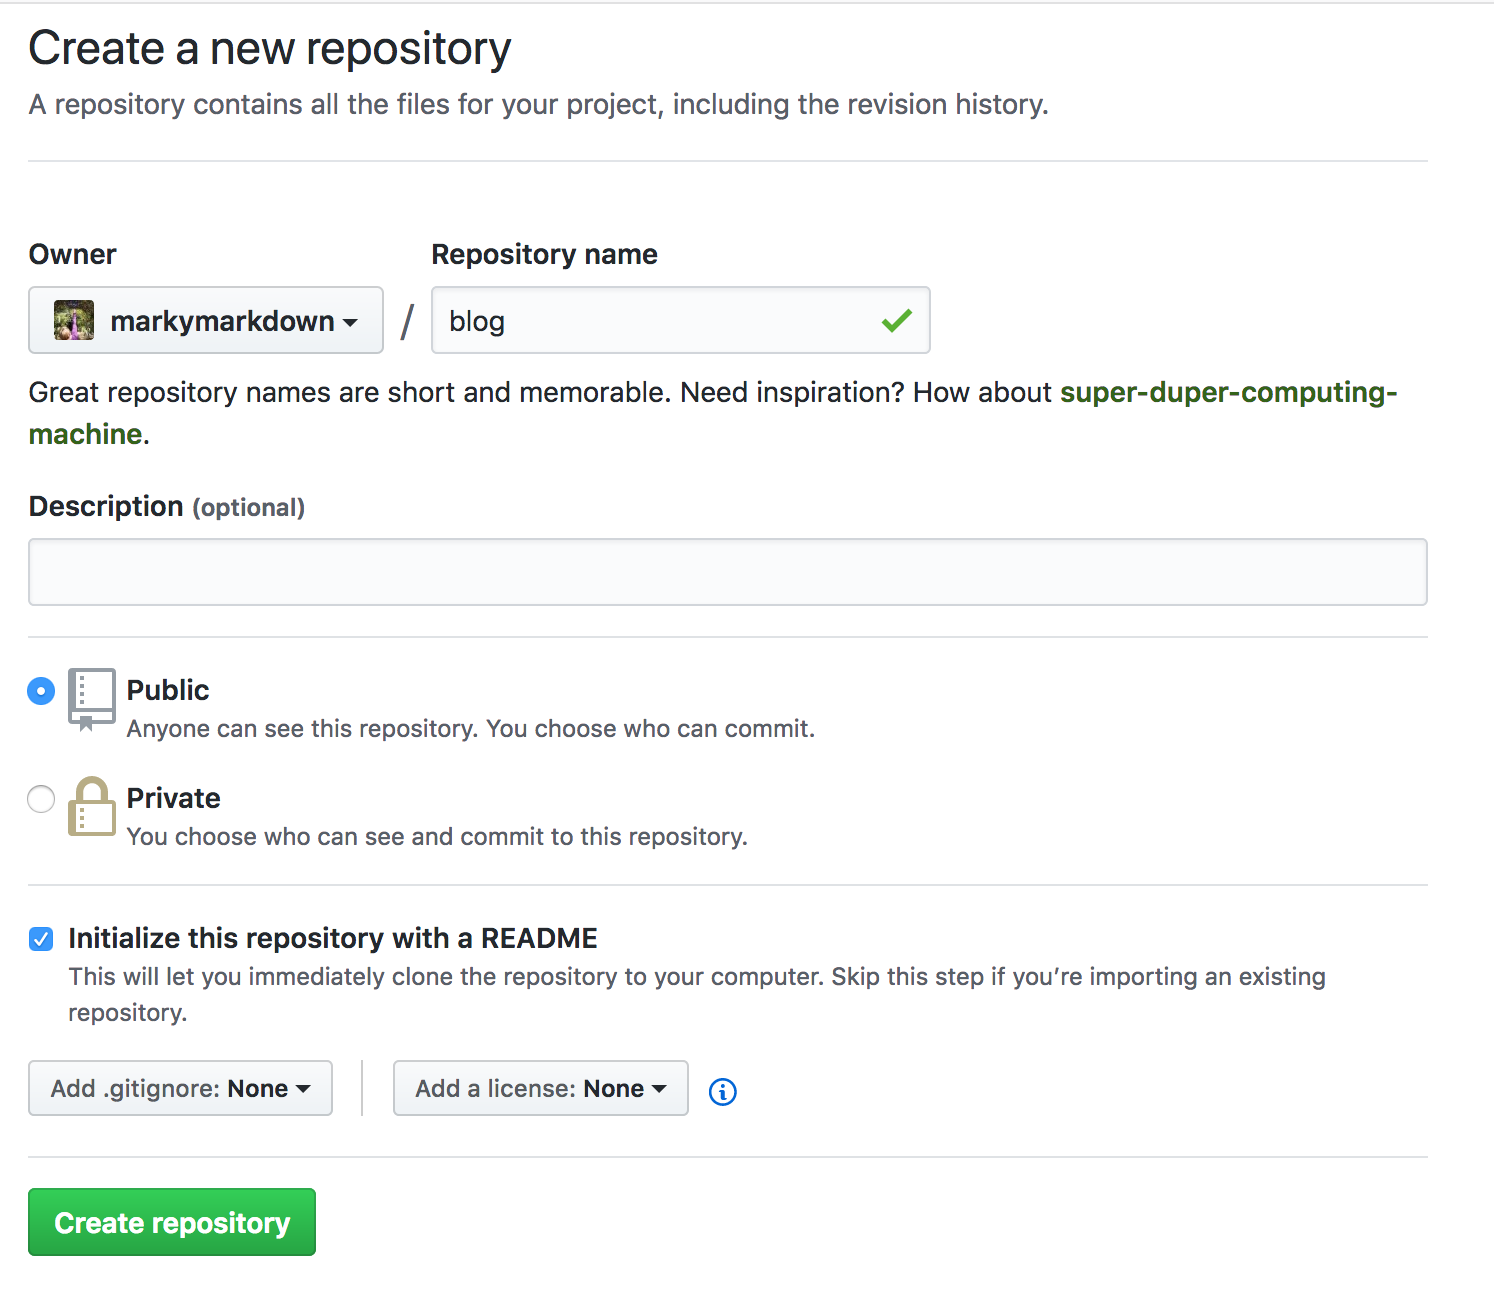 Create a new repository
A repository contains all the files for your project, including the revision history.
Owner
Repository name
markymarkdown / blog
Great repository names are short and memorable. Need inspiration? How about super-duper-computing-
machine.
Description (optional)
Public
Anyone can see this repository. You choose who can commit.
Private
You choose who can see and commit to this repository.
Initialize this repository with a README
This will let you immediately clone the repository to your computer. Skip this step if you’re importing an existing
repository.
Add .gitignore: None
Add a license: None
Create repository